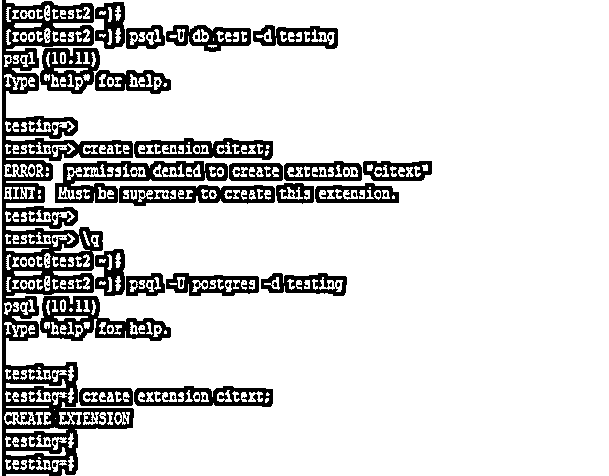 [root@test2 ~]#
[root@test2 ~]# psql -U db_test -d testing
psql (10.11)
Type "help" for help.
testing=>
testing=> create extension citext;
ERROR:  permission denied to create extension "citext"
HINT:  Must be superuser to create this extension.
testing=>
testing=> \q
[root@test2 ~]#
[root@test2 ~]# psql -U postgres -d testing
psql (10.11)
Type "help" for help.
testing=#
testing=# create extension citext;
CREATE EXTENSION
testing=#
testing=#